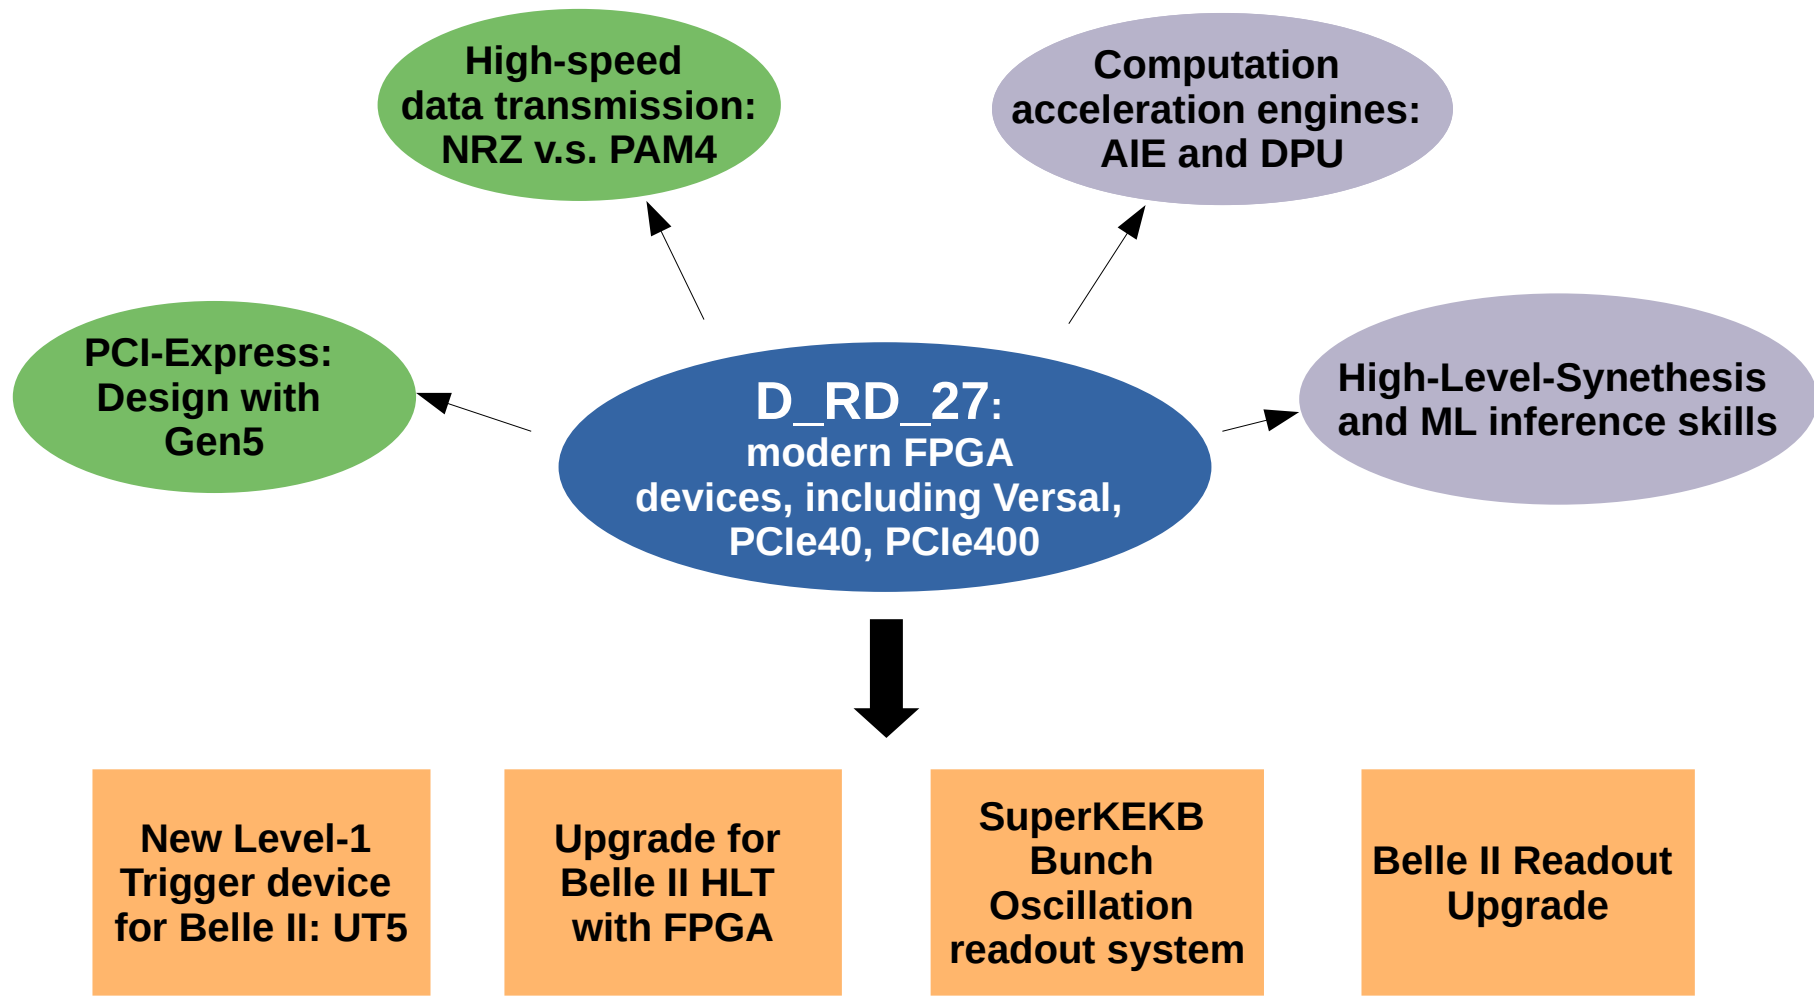 High-speed
data transmission:
NRZ v.s. PAM4
Computation
acceleration engines:
AIE and DPU
PCI-Express:
Design with
Gen5
D_RD_27:
modern FPGA
devices, including Versal,
PCIe40, PCIe400
High-Level-Synethesis
and ML inference skills
New Level-1
Trigger device
for Belle II: UT5
Upgrade for
Belle II HLT
with FPGA
SuperKEKB
Bunch
Oscillation
readout system
Belle II Readout
Upgrade